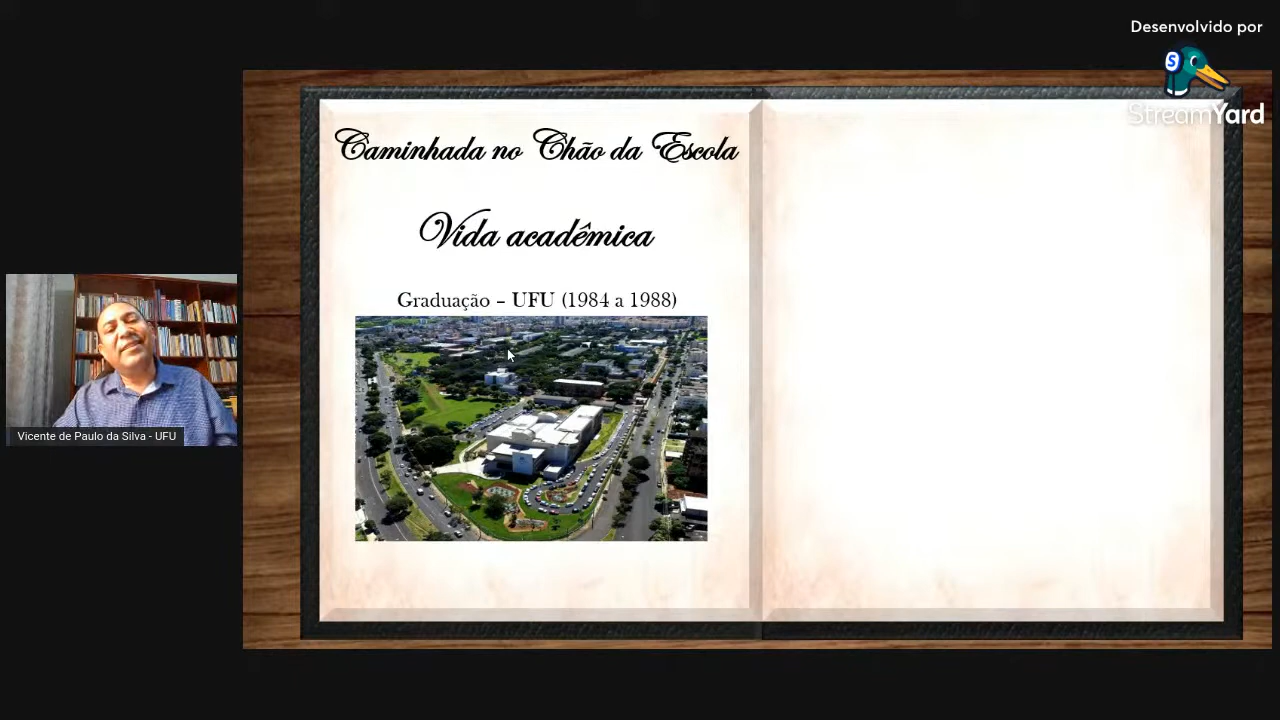 Desenvolvido por
S
StreamYard
Caminhada no Chão da Escola
Vida acadêmica
Graduação – UFU (1984 a 1988)
Vicente de Paulo da Silva - UFU